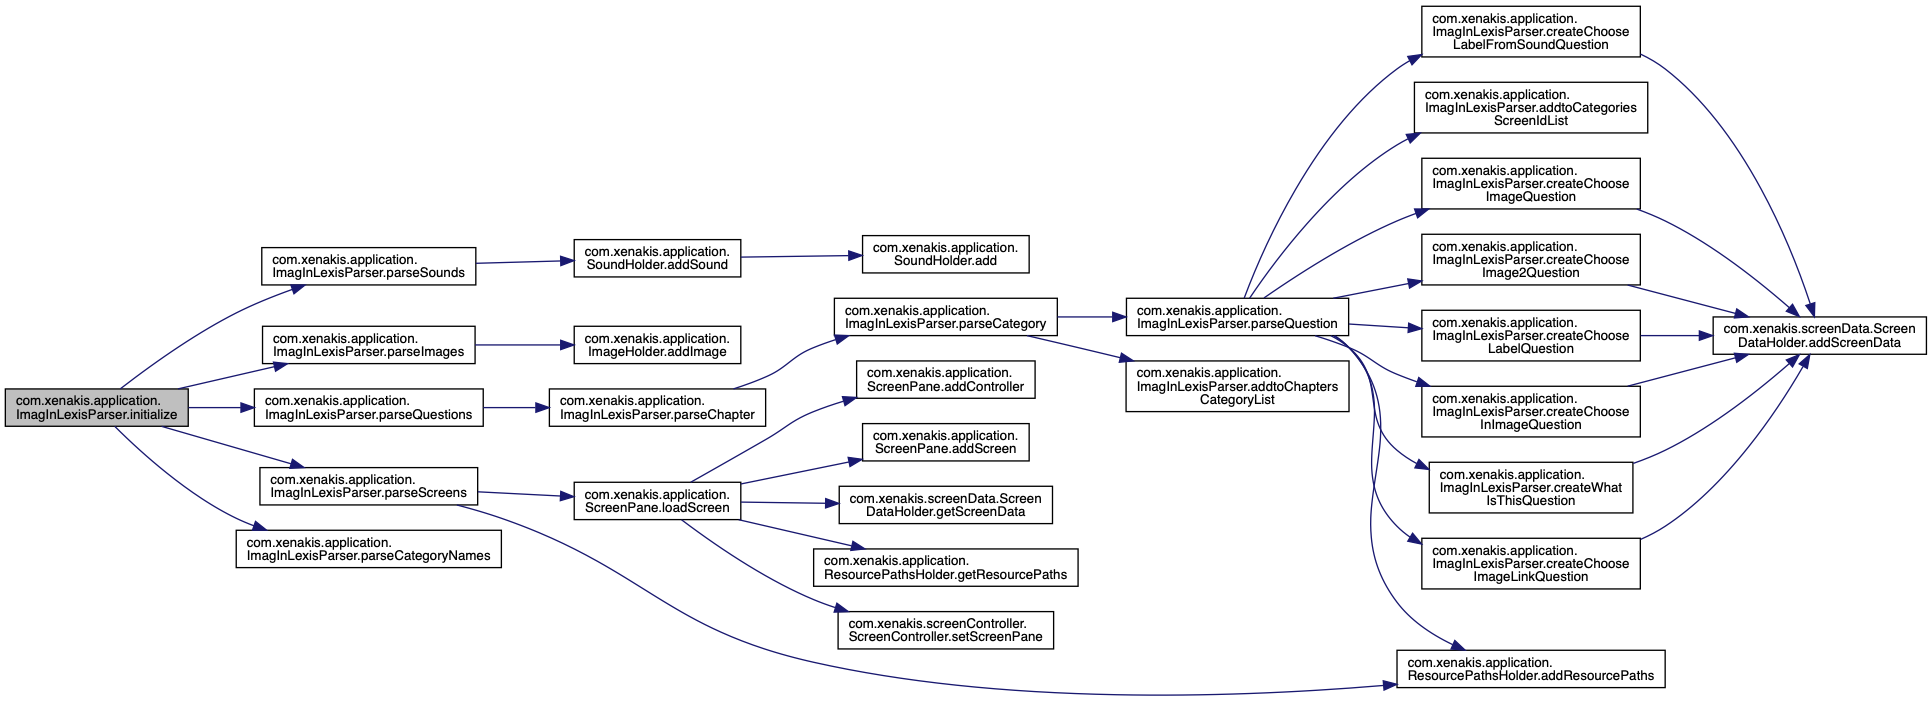 com.xenakis.application.
ImagInLexisParser.initialize
com.xenakis.application.
ImagInLexisParser.parseSounds
com.xenakis.application.
ImagInLexisParser.parseImages
com.xenakis.application.
ImagInLexisParser.parseQuestions
com.xenakis.application.
ImagInLexisParser.parseScreens
com.xenakis.application.
ImagInLexisParser.parseCategoryNames
com.xenakis.application.
SoundHolder.addSound
com.xenakis.application.
ImageHolder.addImage
com.xenakis.application.
ImagInLexisParser.parseChapter
com.xenakis.application.
ScreenPane.loadScreen
com.xenakis.application.
SoundHolder.add
com.xenakis.application.
ImagInLexisParser.parseCategory
com.xenakis.application.
ScreenPane.addController
com.xenakis.application.
ScreenPane.addScreen
com.xenakis.screenData.Screen
DataHolder.getScreenData
com.xenakis.application.
ResourcePathsHolder.getResourcePaths
com.xenakis.screenController.
ScreenController.setScreenPane
com.xenakis.application.
ImagInLexisParser.parseQuestion
com.xenakis.application.
ImagInLexisParser.addtoChapters
CategoryList
com.xenakis.application.
ImagInLexisParser.createChoose
LabelFromSoundQuestion
com.xenakis.application.
ImagInLexisParser.addtoCategories
ScreenIdList
com.xenakis.application.
ImagInLexisParser.createChoose
ImageQuestion
com.xenakis.application.
ImagInLexisParser.createChoose
Image2Question
com.xenakis.application.
ImagInLexisParser.createChoose
LabelQuestion
com.xenakis.application.
ImagInLexisParser.createChoose
InImageQuestion
com.xenakis.application.
ImagInLexisParser.createWhat
IsThisQuestion
com.xenakis.application.
ImagInLexisParser.createChoose
ImageLinkQuestion
com.xenakis.application.
ResourcePathsHolder.addResourcePaths
com.xenakis.screenData.Screen
DataHolder.addScreenData